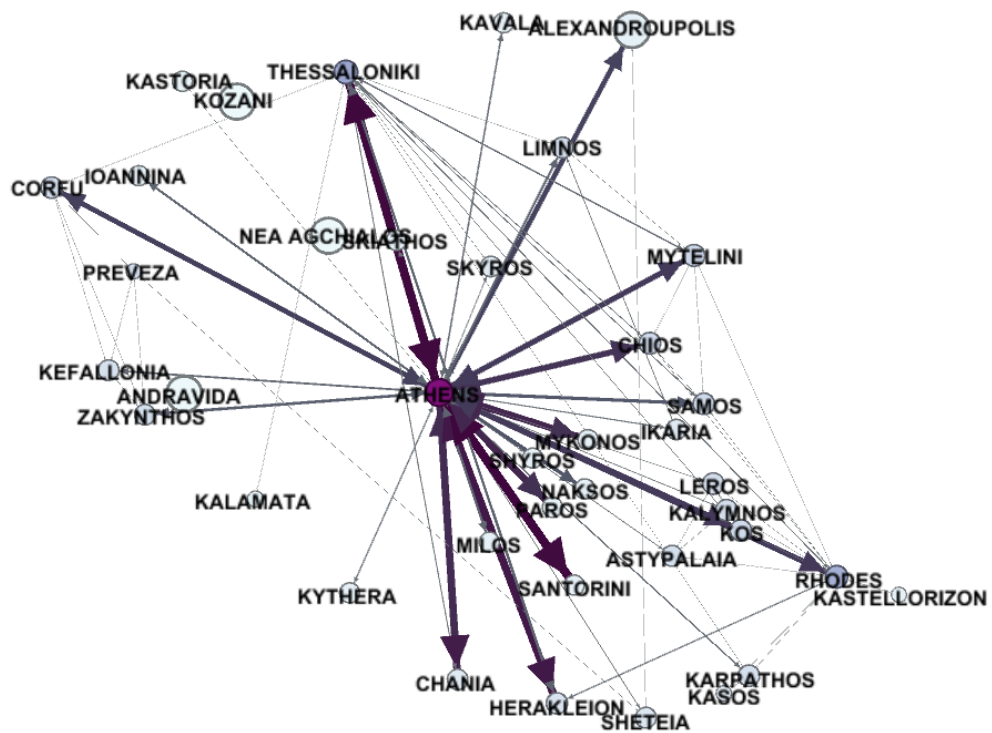 KAVALA
ALEXANDROUPOLIS
THESSALONIKI
KASTORIA
KOZANI
LIMNOS
IOANNINA
CORFU
NEA AGCHIALOS
SKIATHOS
MYTELINI
SKYROS
PREVEZA
CHIOS
KEFALLONIA
ANDRAVIDA
ATHENS
SAMOS
ZAKYNTHOS
IKARIA
MYKONOS
SHYROS
LEROS
NAKSOS
KALAMATA
PAROS
KALYMNOS
KOS
MILOS
ASTYPALAIA
RHODES
SANTORINI
KYTHERA
KASTELLORIZON
KARPATHOS
CHANIA
KASOS
HERAKLEION
SHETEIA